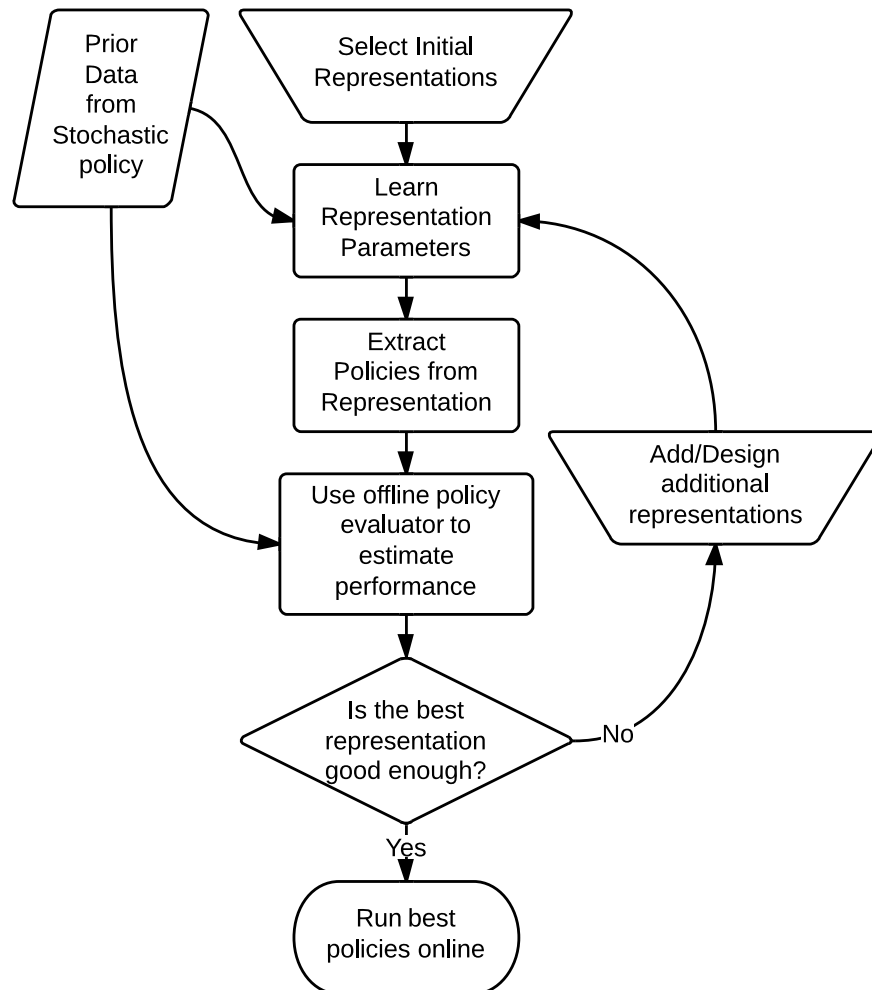 Prior
Data
from
Stochastic
policy
Select Initial
Representations
Learn
Representation
Parameters
Extract
Policies from
Representation
Use offline policy
evaluator to
estimate
performance
Add/Design
additional
representations
Is the best
representation
good enough?
No
Yes
Run best
policies online